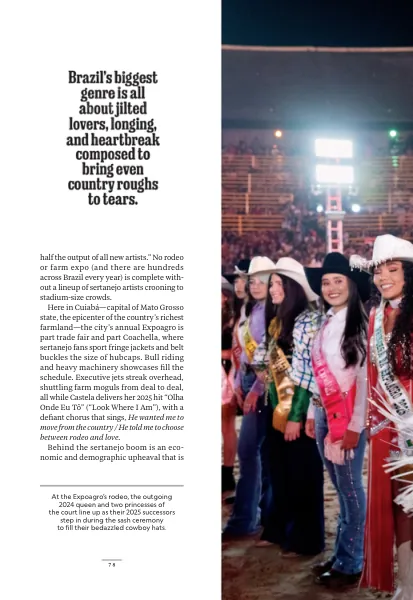 Brazil's biggest
genre is all
about jilted
lovers, longing,
and heartbreak
composed to
bring even
country roughs
to tears.
half the output of all new artists." No rodeo
or farm expo (and there are hundreds
across Brazil every year) is complete with-
out a lineup of sertanejo artists crooning to
stadium-size crowds.
Here in Cuiabá—capital of Mato Grosso
state, the epicenter of the country's richest
farmland—the city's annual Expoagro is
part trade fair and part Coachella, where
sertanejo fans sport fringe jackets and belt
buckles the size of hubcaps. Bull riding
and heavy machinery showcases fill the
schedule. Executive jets streak overhead,
shuttling farm moguls from deal to deal,
all while Castela delivers her 2025 hit “Olha
Onde Eu Tô” (“Look Where I Am”), with a
defiant chorus that sings, He wanted me to
move from the country / He told me to choose
between rodeo and love.
Behind the sertanejo boom is an eco-
nomic and demographic upheaval that is
At the Expoagro's rodeo, the outgoing
2024 queen and two princesses of
the court line up as their 2025 successors
step in during the sash ceremony
to fill their bedazzled cowboy hats.
78